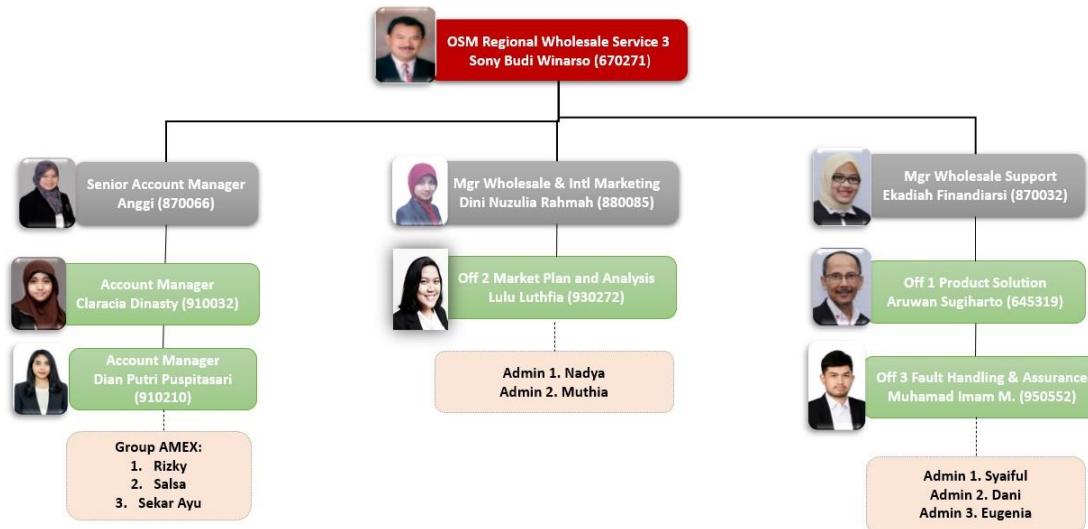 OSM Regional Wholesale Service 3
Sony Budi Winarso (670271)
Senior Account Manager
Anggi (870066)
Mgr Wholesale & Intl Marketing
Dini Nuzulia Rahmah (880085)
Mgr Wholesale Support
Ekadiah Finandiarsi (870032)
Account Manager
Claracia Dinasty (910032)
Off 2 Market Plan and Analysis
Lulu Luthfia (930272)
Off 1 Product Solution
Aruwan Sugiharto (645319)
Account Manager
Dian Putri Puspitasari
(910210)
Admin 1. Nadya
Admin 2. Muthia
Off 3 Fault Handling & Assurance
Muhamad Imam M. (950552)
Group AMEX:
1. Rizky
2. Salsa
3. Sekar Ayu
Admin 1. Syaiful
Admin 2. Dani
Admin 3. Eugenia